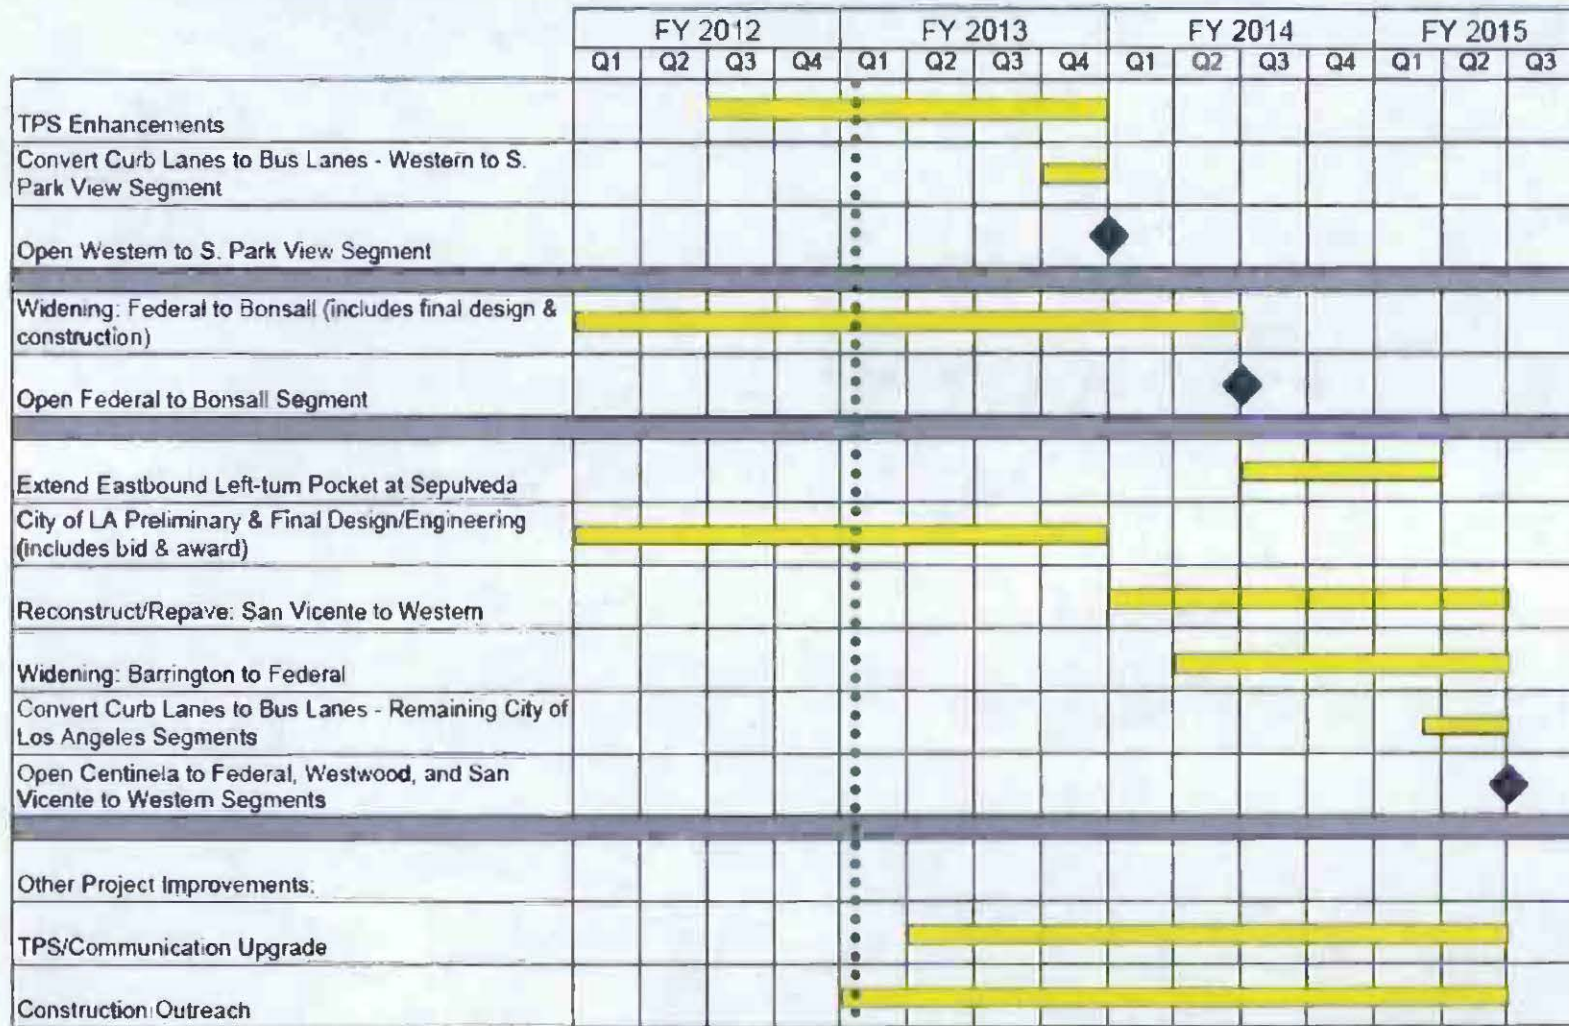 FY 2012 FY 2013 FY 2014 FY 2015
Q1 Q2 Q3 Q4 Q1 Q2 Q3 Q4 Q1 Q2 Q3 Q4 Q1 Q2 Q3
TPS Enhancements
Convert Curb Lanes to Bus Lanes - Western to S.
Park View Segment
Open Western to S. Park View Segment
Widening: Federal to Bonsall (includes final design &
construction)
Open Federal to Bonsall Segment
Extend Eastbound Left-turn Pocket at Sepulveda
City of LA Preliminary & Final Design/Engineering
(includes bid & award)
Reconstruct/Repave: San Vicente to Western
Widening: Barrington to Federal
Convert Curb Lanes to Bus Lanes - Remaining City of
Los Angeles Segments
Open Centinela to Federal, Westwood, and San
Vicente to Western Segments
Other Project Improvements:
TPS/Communication Upgrade
Construction Outreach